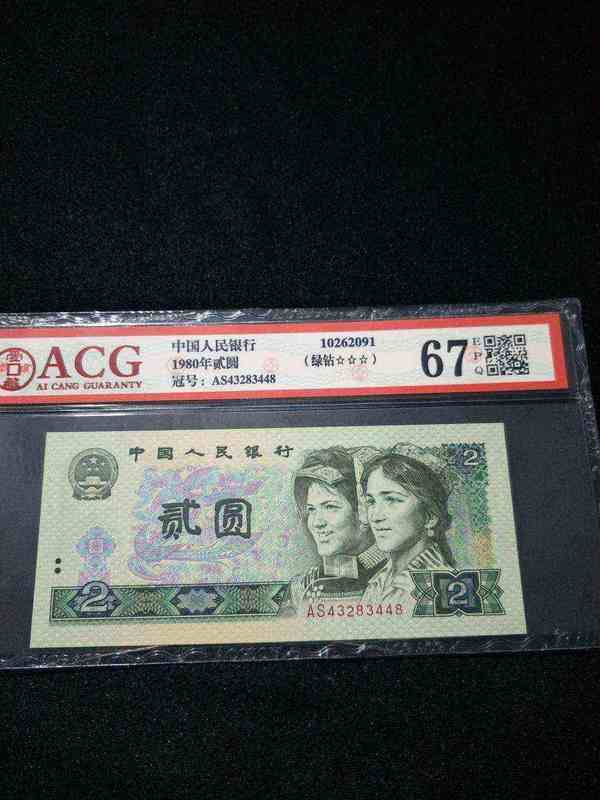 ACG
AI CANG GUARANTY
中国人民银行
1980年贰圆
冠号：AS43283448
10262091
（绿钻☆☆☆）
67
E
P
Q
中国人民银行
2
贰圆
AS43283448
2
2